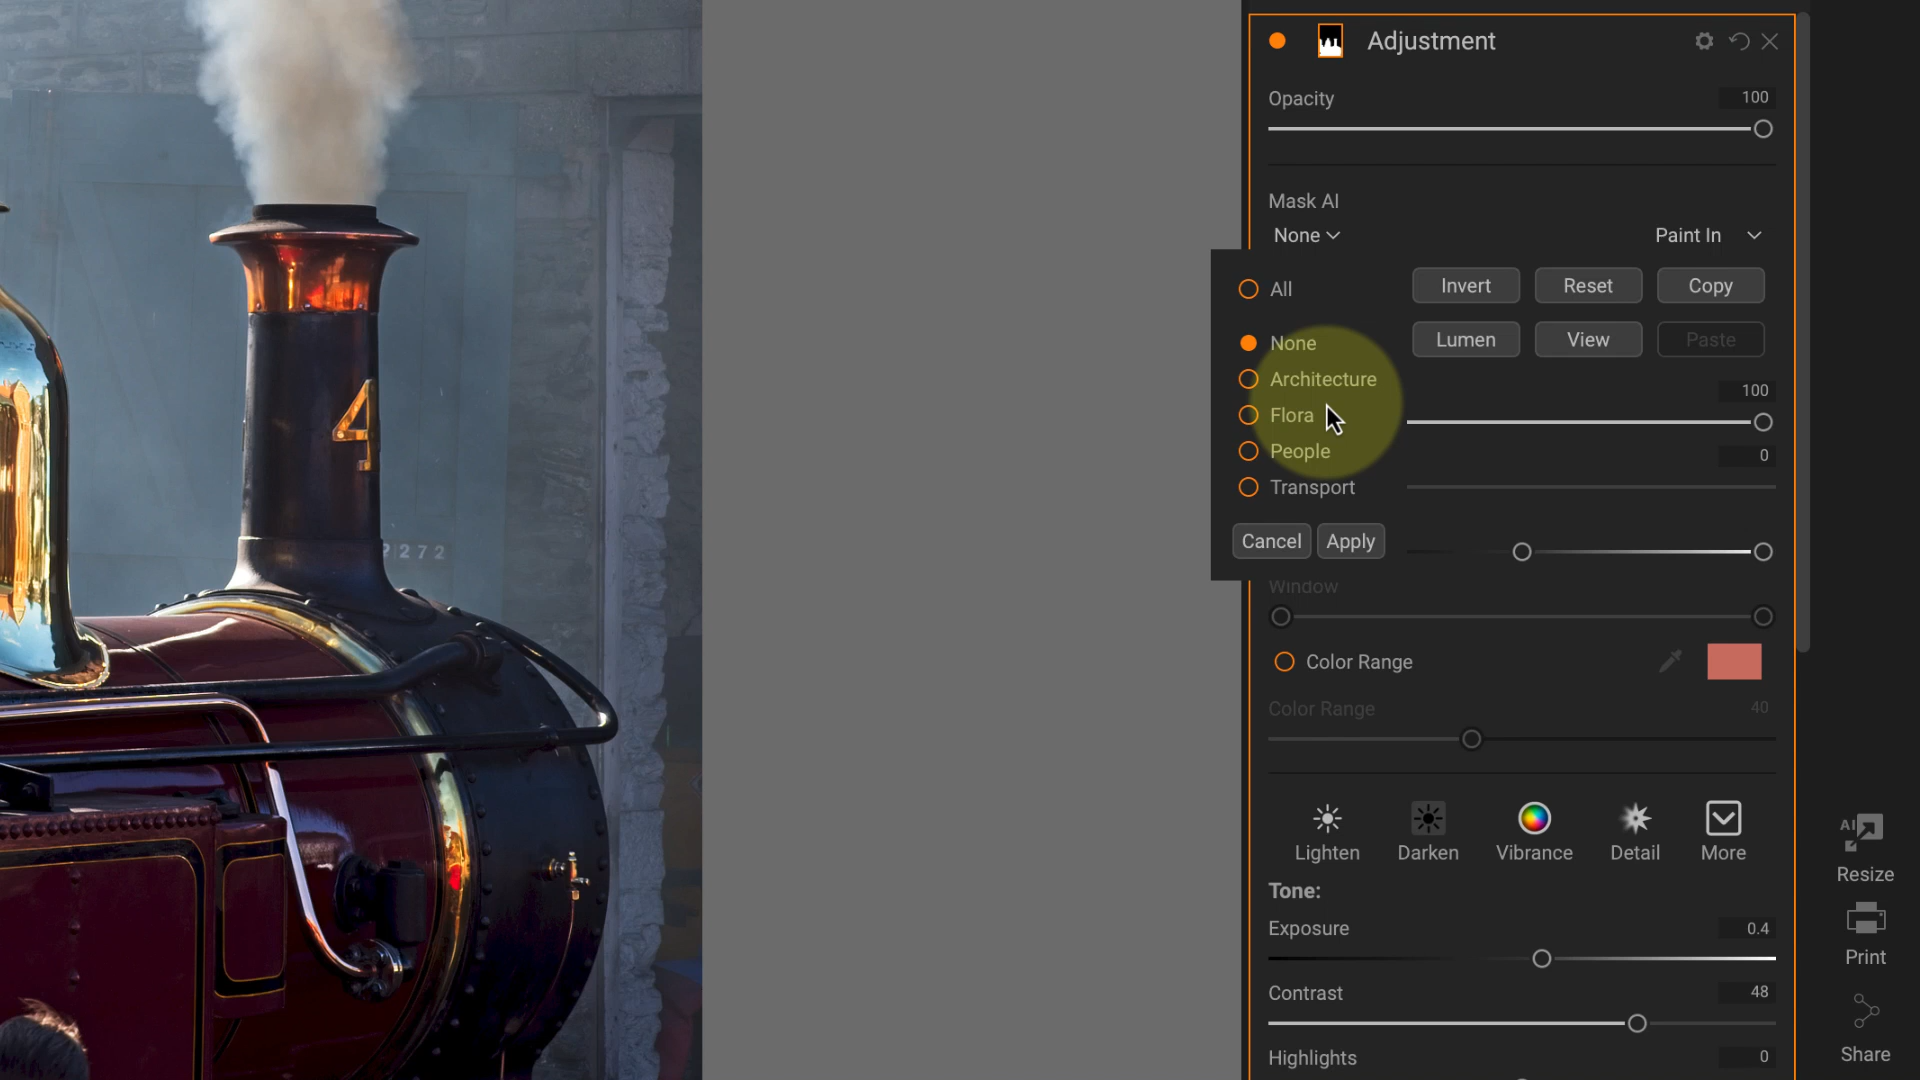 Adjustment
Opacity 100
Mask AI
None Paint In
All Invert Reset Copy
None Lumen View Paste
Architecture 100
Flora
People 0
Transport
Cancel Apply
Window
Color Range
Color Range 40
Lighten Darken Vibrance Detail More
Tone:
Exposure 0.4
Contrast 48
Highlights 0
AI
Resize
Print
Share
4
272